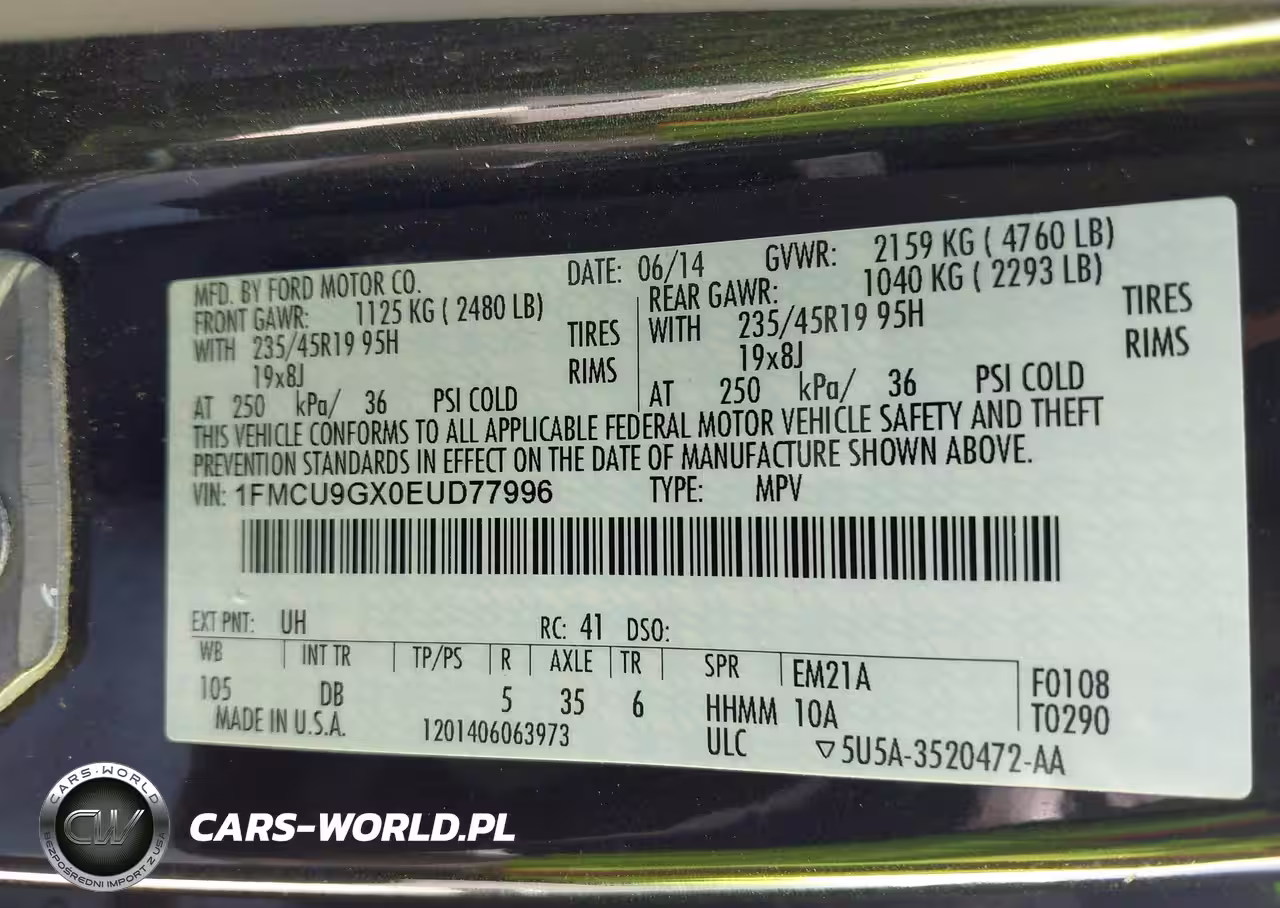 MFD. BY FORD MOTOR CO. DATE: 06/14 GVWR: 2159 KG ( 4760 LB)
FRONT GAWR: 1125 KG ( 2480 LB) REAR GAWR: 1040 KG ( 2293 LB)
WITH 235/45R19 95H TIRES WITH 235/45R19 95H TIRES
19x8J RIMS 19x8J RIMS
AT 250 kPa/ 36 PSI COLD AT 250 kPa/ 36 PSI COLD
THIS VEHICLE CONFORMS TO ALL APPLICABLE FEDERAL MOTOR VEHICLE SAFETY AND THEFT
PREVENTION STANDARDS IN EFFECT ON THE DATE OF MANUFACTURE SHOWN ABOVE.
VIN: 1FMCU9GX0EUD77996 TYPE: MPV
EXT PNT: UH RC: 41 DSO:
WB INT TR TP/PS R AXLE TR SPR EM21A F0108
105 DB 5 35 6 HHMM 10A T0290
MADE IN U.S.A. 1201406063973 ULC ▽5U5A-3520472-AA
CARS-WORLD
CW
BEZPOŚREDNI IMPORT Z USA
CARS-WORLD.PL